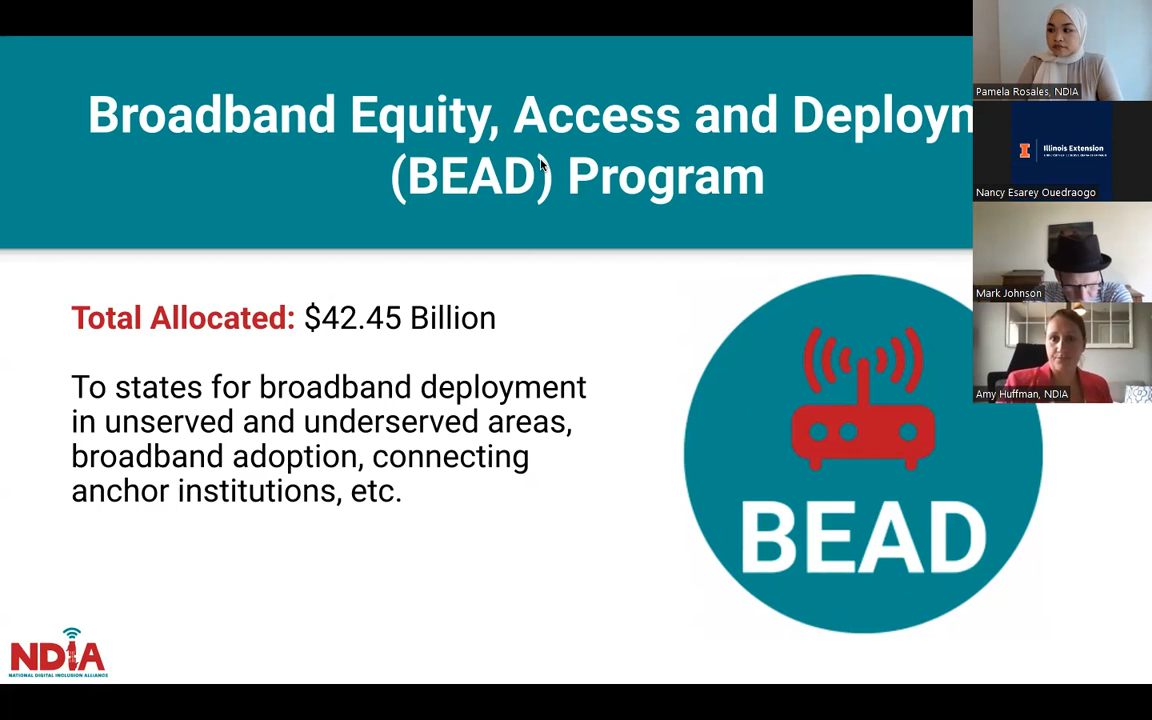 Broadband Equity, Access and Deployn
(BEAD) Program
Total Allocated: $42.45 Billion
To states for broadband deployment
in unserved and underserved areas,
broadband adoption, connecting
anchor institutions, etc.
BEAD
NDIA
NATIONAL DIGITAL INCLUSION ALLIANCE
Pamela Rosales, NDIA
I Illinois Extension
Nancy Esarey Ouedraogo
Mark Johnson
Amy Huffman, NDIA